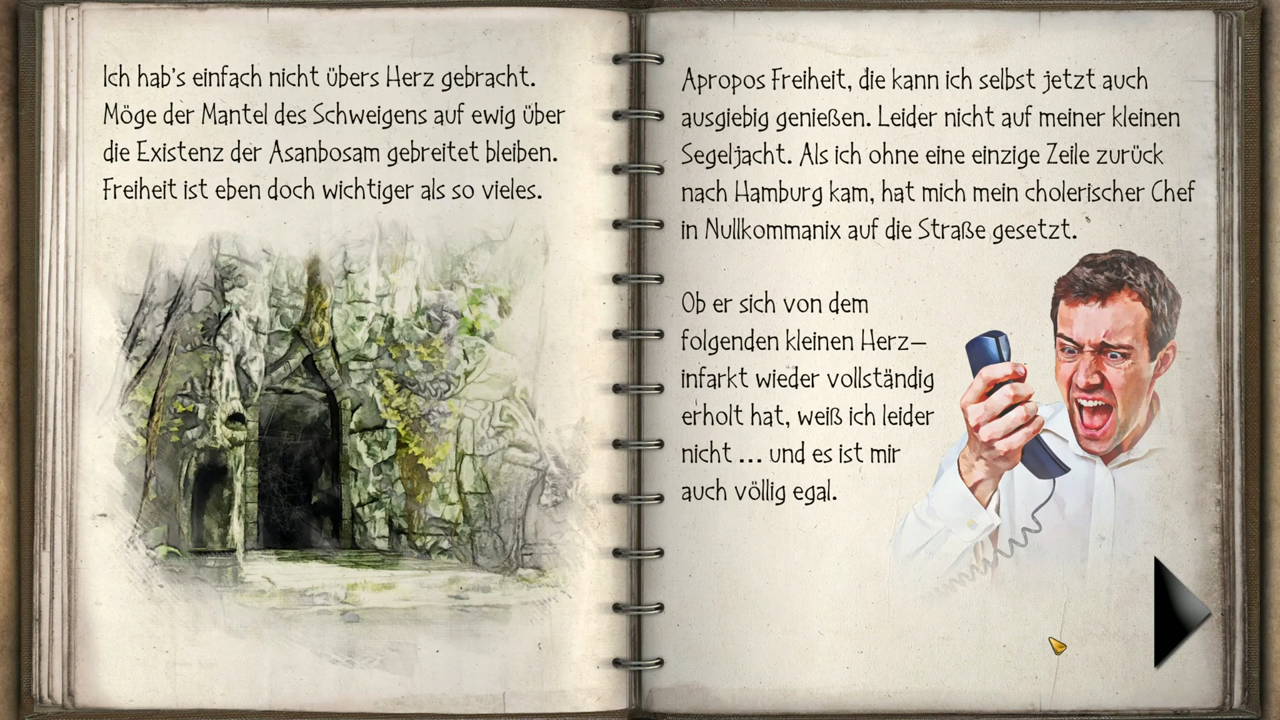 Ich hab's einfach nicht übers Herz gebracht.
Möge der Mantel des Schweigens auf ewig über
die Existenz der Asanbosam gebreitet bleiben.
Freiheit ist eben doch wichtiger als so vieles.
Apropos Freiheit, die kann ich selbst jetzt auch
ausgiebig genießen. Leider nicht auf meiner kleinen
Segeljacht. Als ich ohne eine einzige Zeile zurück
nach Hamburg kam, hat mich mein cholerischer Chef
in Nullkommanix auf die Straße gesetzt.
Ob er sich von dem
folgenden kleinen Herz–
infarkt wieder vollständig
erholt hat, weiß ich leider
nicht ... und es ist mir
auch völlig egal.